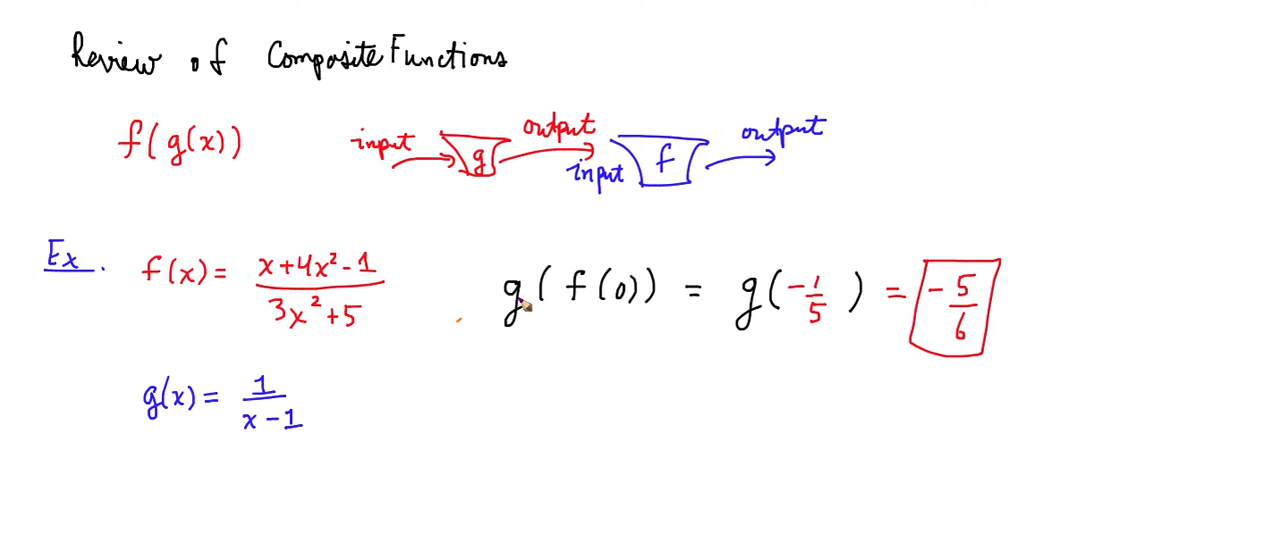 Review of Composite Functions
f(g(x)) input g output input f output
Ex. f(x) = (x+4x²-1)/(3x²+5) g(f(0)) = g(-1/5) = -5/6
g(x) = 1/(x-1)